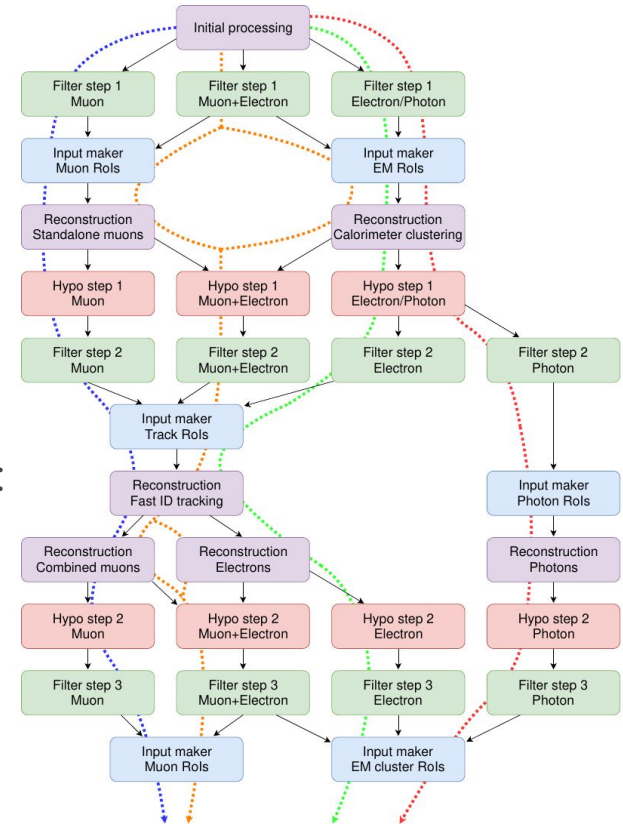 Initial processing
Filter step 1
Muon
Filter step 1
Muon+Electron
Filter step 1
Electron/Photon
Input maker
Muon RoIs
Input maker
EM RoIs
Reconstruction
Standalone muons
Reconstruction
Calorimeter clustering
Hypo step 1
Muon
Hypo step 1
Muon+Electron
Hypo step 1
Electron/Photon
Filter step 2
Muon
Filter step 2
Muon+Electron
Filter step 2
Electron
Filter step 2
Photon
Input maker
Track RoIs
Reconstruction
Fast ID tracking
Input maker
Photon RoIs
Reconstruction
Combined muons
Reconstruction
Electrons
Reconstruction
Photons
Hypo step 2
Muon
Hypo step 2
Muon+Electron
Hypo step 2
Electron
Hypo step 2
Photon
Filter step 3
Muon
Filter step 3
Muon+Electron
Filter step 3
Electron
Filter step 3
Photon
Input maker
Muon RoIs
Input maker
EM cluster RoIs